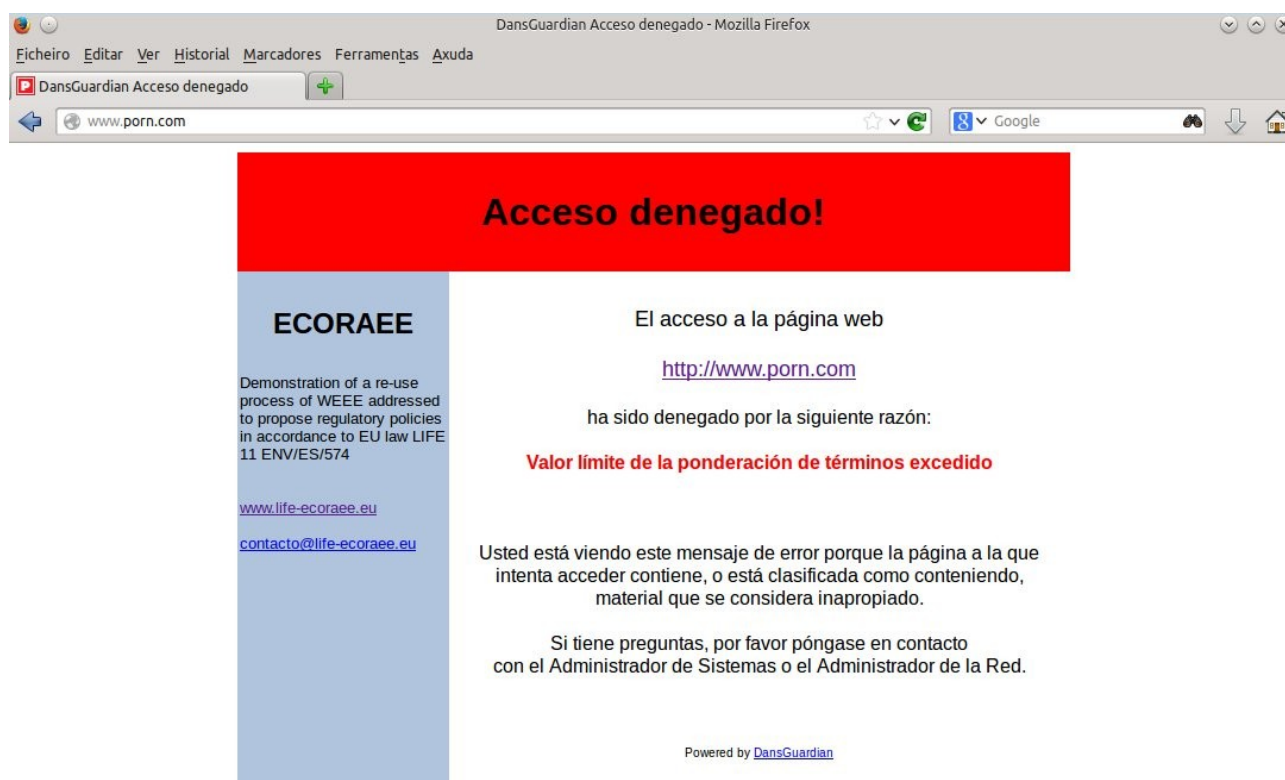 DansGuardian Acceso denegado - Mozilla Firefox
Ficheiro Editar Ver Historial Marcadores Ferramentas Axuda
DansGuardian Acceso denegado
www.porn.com
Google
Acceso denegado!
ECORAEE
Demonstration of a re-use
process of WEEE addressed
to propose regulatory policies
in accordance to EU law LIFE
11 ENV/ES/574
www.life-ecoraee.eu
contacto@life-ecoraee.eu
El acceso a la página web
http://www.porn.com
ha sido denegado por la siguiente razón:
Valor límite de la ponderación de términos excedido
Usted está viendo este mensaje de error porque la página a la que
intenta acceder contiene, o está clasificada como conteniendo,
material que se considera inapropiado.
Si tiene preguntas, por favor póngase en contacto
con el Administrador de Sistemas o el Administrador de la Red.
Powered by DansGuardian